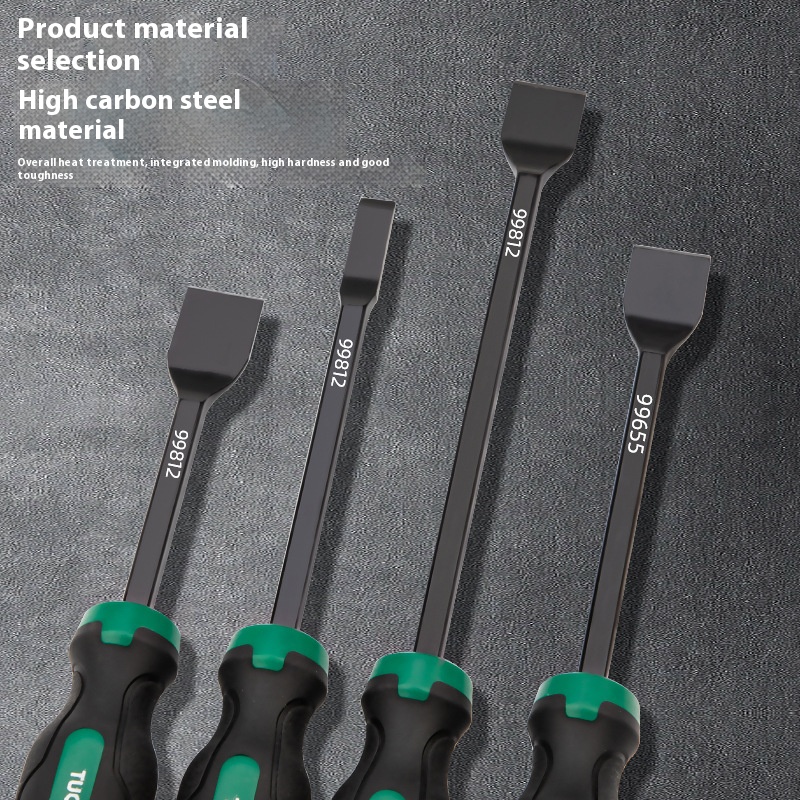 Product material
selection
High carbon steel
material
Overall heat treatment, integrated molding, high hardness and good
toughness
99812
99812
99812
99655